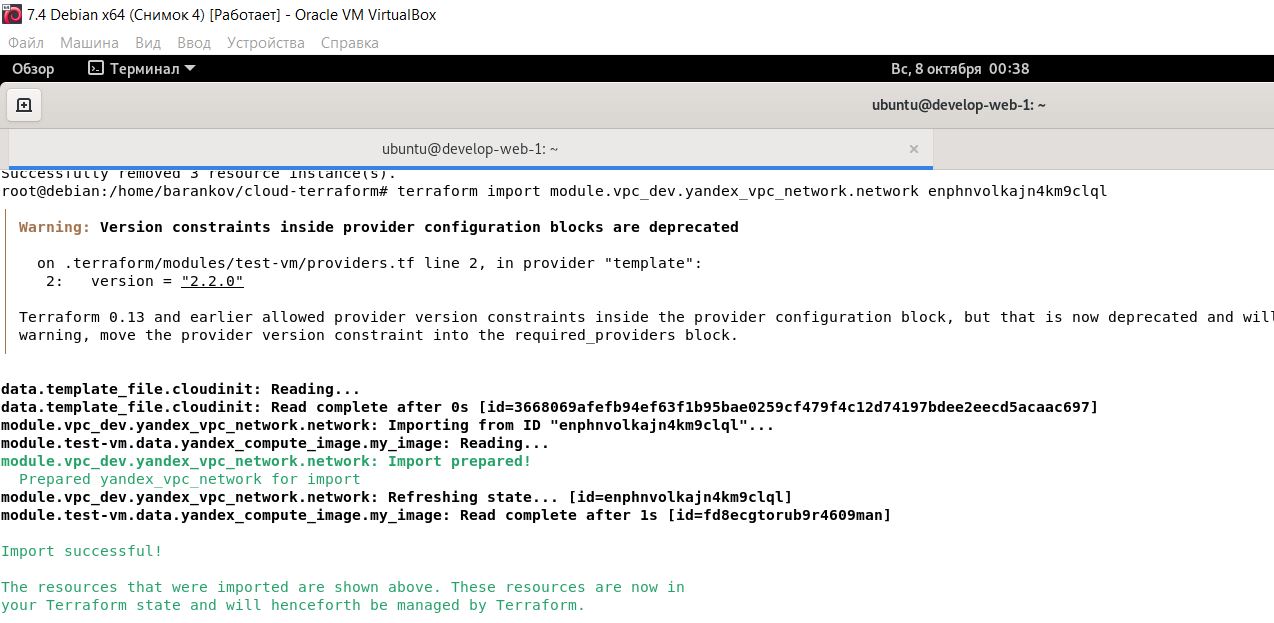 7.4 Debian x64 (Снимок 4) [Работает] - Oracle VM VirtualBox
Файл Машина Вид Ввод Устройства Справка
Обзор Терминал Вс, 8 октября 00:38
ubuntu@develop-web-1: ~
ubuntu@develop-web-1: ~ ×
Successfully removed 3 resource instance(s).
root@debian:/home/barankov/cloud-terraform# terraform import module.vpc_dev.yandex_vpc_network.network enphnvolkajn4km9clql
Warning: Version constraints inside provider configuration blocks are deprecated
on .terraform/modules/test-vm/providers.tf line 2, in provider "template":
2: version = "2.2.0"
Terraform 0.13 and earlier allowed provider version constraints inside the provider configuration block, but that is now deprecated and will
warning, move the provider version constraint into the required_providers block.
data.template_file.cloudinit: Reading...
data.template_file.cloudinit: Read complete after 0s [id=3668069afefb94ef63f1b95bae0259cf479f4c12d74197bdee2eecd5acaac697]
module.vpc_dev.yandex_vpc_network.network: Importing from ID "enphnvolkajn4km9clql"...
module.test-vm.data.yandex_compute_image.my_image: Reading...
module.vpc_dev.yandex_vpc_network.network: Import prepared!
Prepared yandex_vpc_network for import
module.vpc_dev.yandex_vpc_network.network: Refreshing state... [id=enphnvolkajn4km9clql]
module.test-vm.data.yandex_compute_image.my_image: Read complete after 1s [id=fd8ecgtorub9r4609man]
Import successful!
The resources that were imported are shown above. These resources are now in
your Terraform state and will henceforth be managed by Terraform.